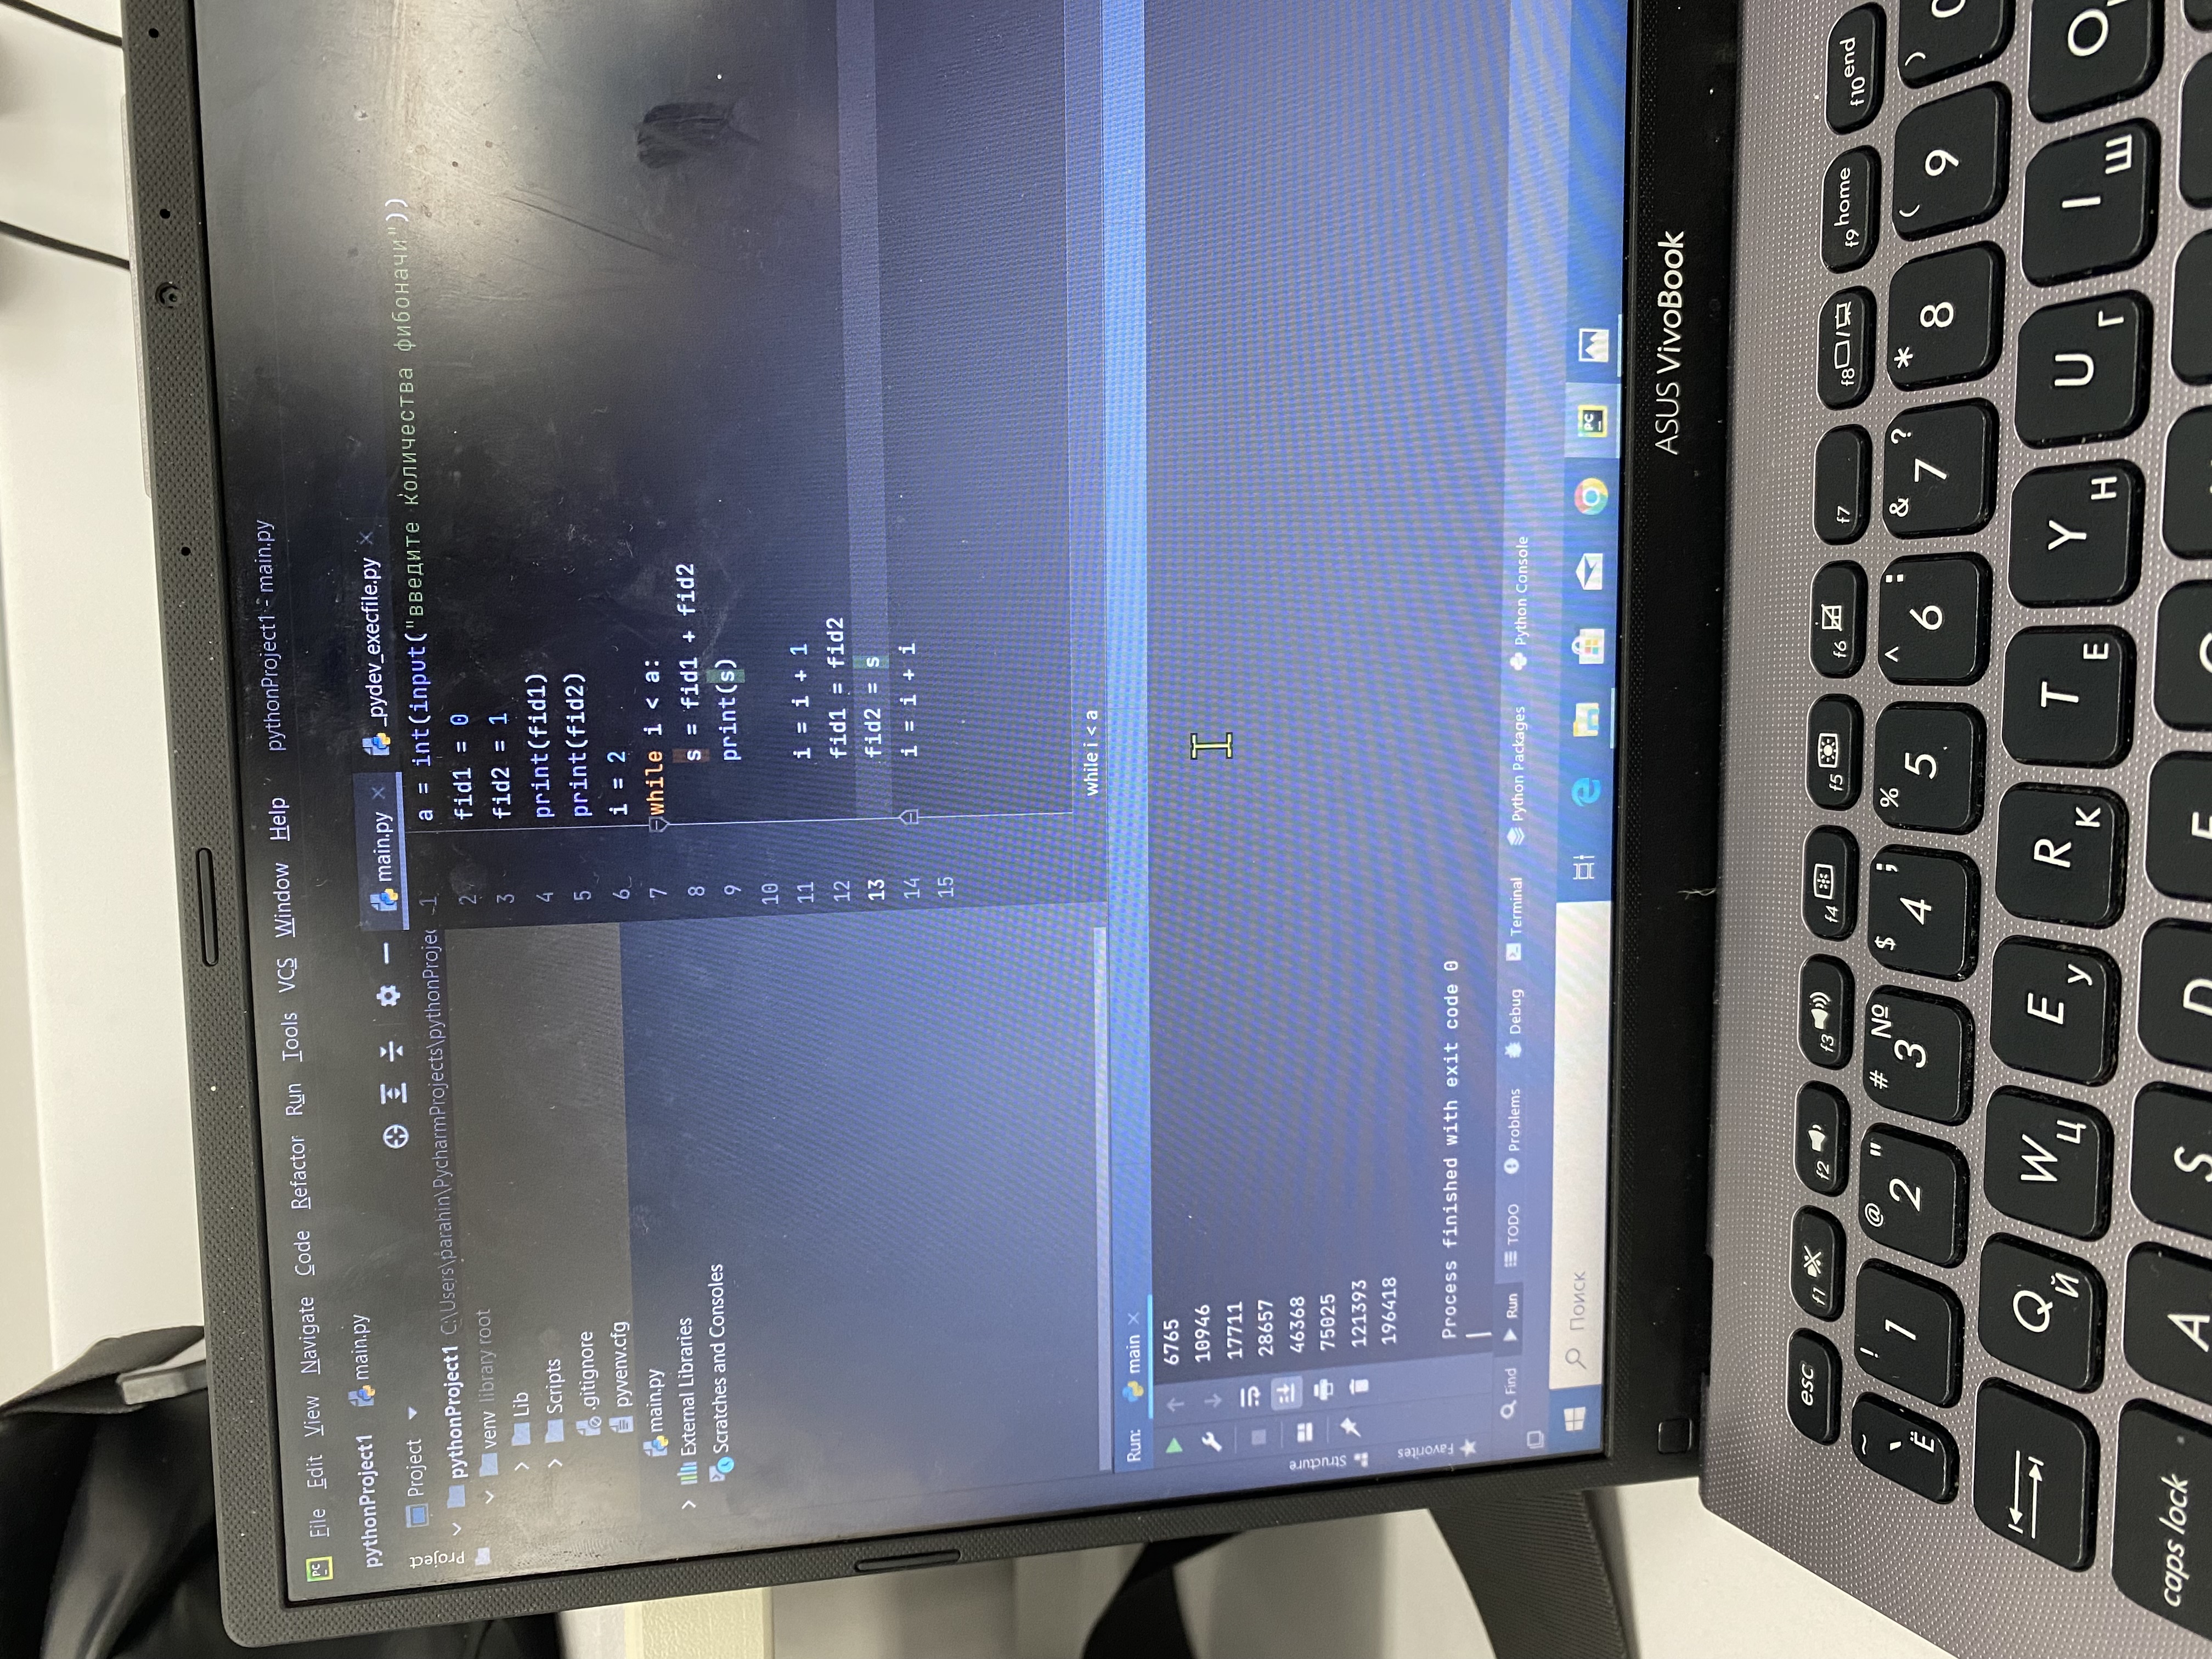 File Edit View Navigate Code Refactor Run Tools VCS Window Help pythonProject1 - main.py
pythonProject1 main.py
Project
Project
main.py
_pydev_execfile.py
pythonProject1 C:\Users\parahin\PycharmProjects\pythonProjec
venv library root
Lib
Scripts
.gitignore
pyvenv.cfg
main.py
External Libraries
Scratches and Consoles
1 a = int(input("введите количества фибоначи"))
2 fid1 = 0
3 fid2 = 1
4 print(fid1)
5 print(fid2)
6 i = 2
7 while i < a:
8 s = fid1 + fid2
9 print(s)
10
11 i = i + 1
12 fid1 = fid2
13 fid2 = s
14 i = i + i
15
while i < a
Run: main
6765
10946
17711
28657
46368
75025
121393
196418
Process finished with exit code 0
Structure
Favorites
Find Run TODO Problems Debug Terminal Python Packages Python Console
Поиск
PC
ASUS VivoBook
esc f1 f2 f3 f4 f5 f6 f7 f8 f9 home f10 end
~ ` Ё ! 1 @ " 2 # № 3 $ ; 4 % 5 ^ : 6 & ? 7 * 8 ( 9 )
Q Й W Ц E У R К T Е Y Н U Г I Ш O
caps lock A S D